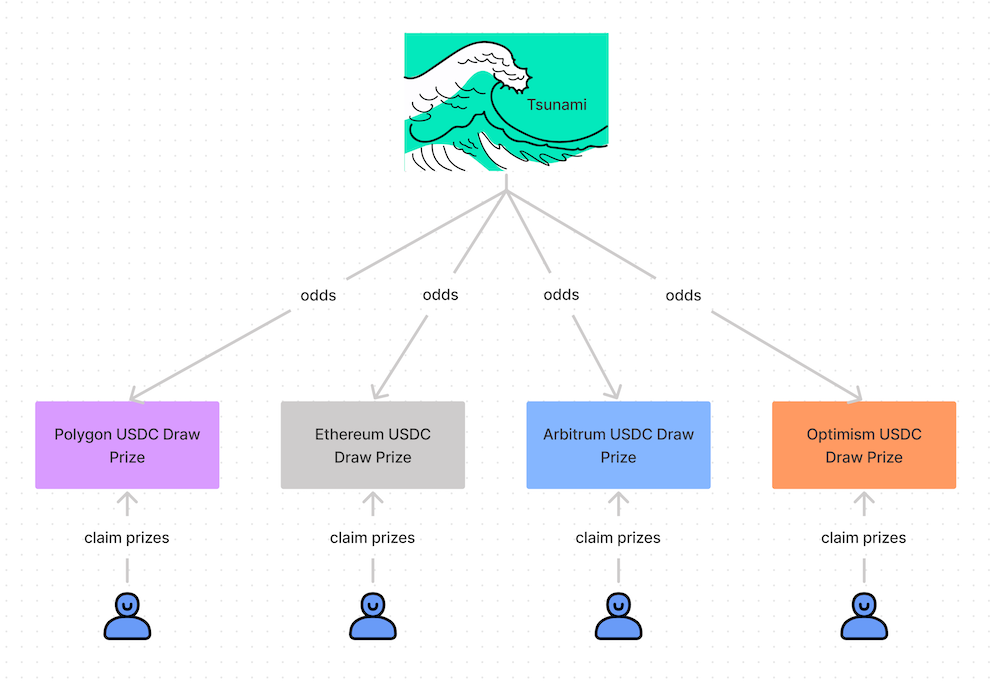 Tsunami
odds
odds
odds
odds
Polygon USDC Draw
Prize
Ethereum USDC
Draw Prize
Arbitrum USDC Draw
Prize
Optimism USDC
Draw Prize
claim prizes
claim prizes
claim prizes
claim prizes